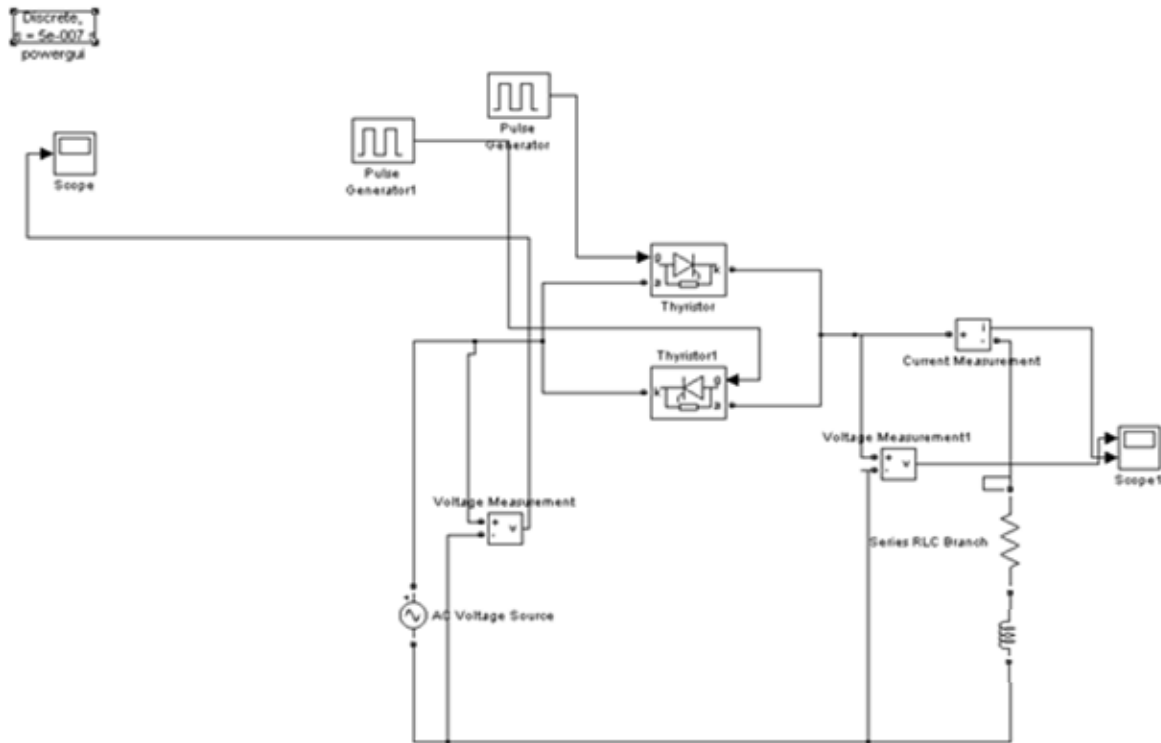 Discrete,
s = 5e-007 s
powergui
Pulse
Generator
Pulse
Generator1
Scope
g
a
k
Thyristor
Thyristor1
k
g
a
+
i
-
Current Measurement
Voltage Measurement1
+
-
v
Scope1
Voltage Measurement
+
-
v
Series RLC Branch
+
AC Voltage Source